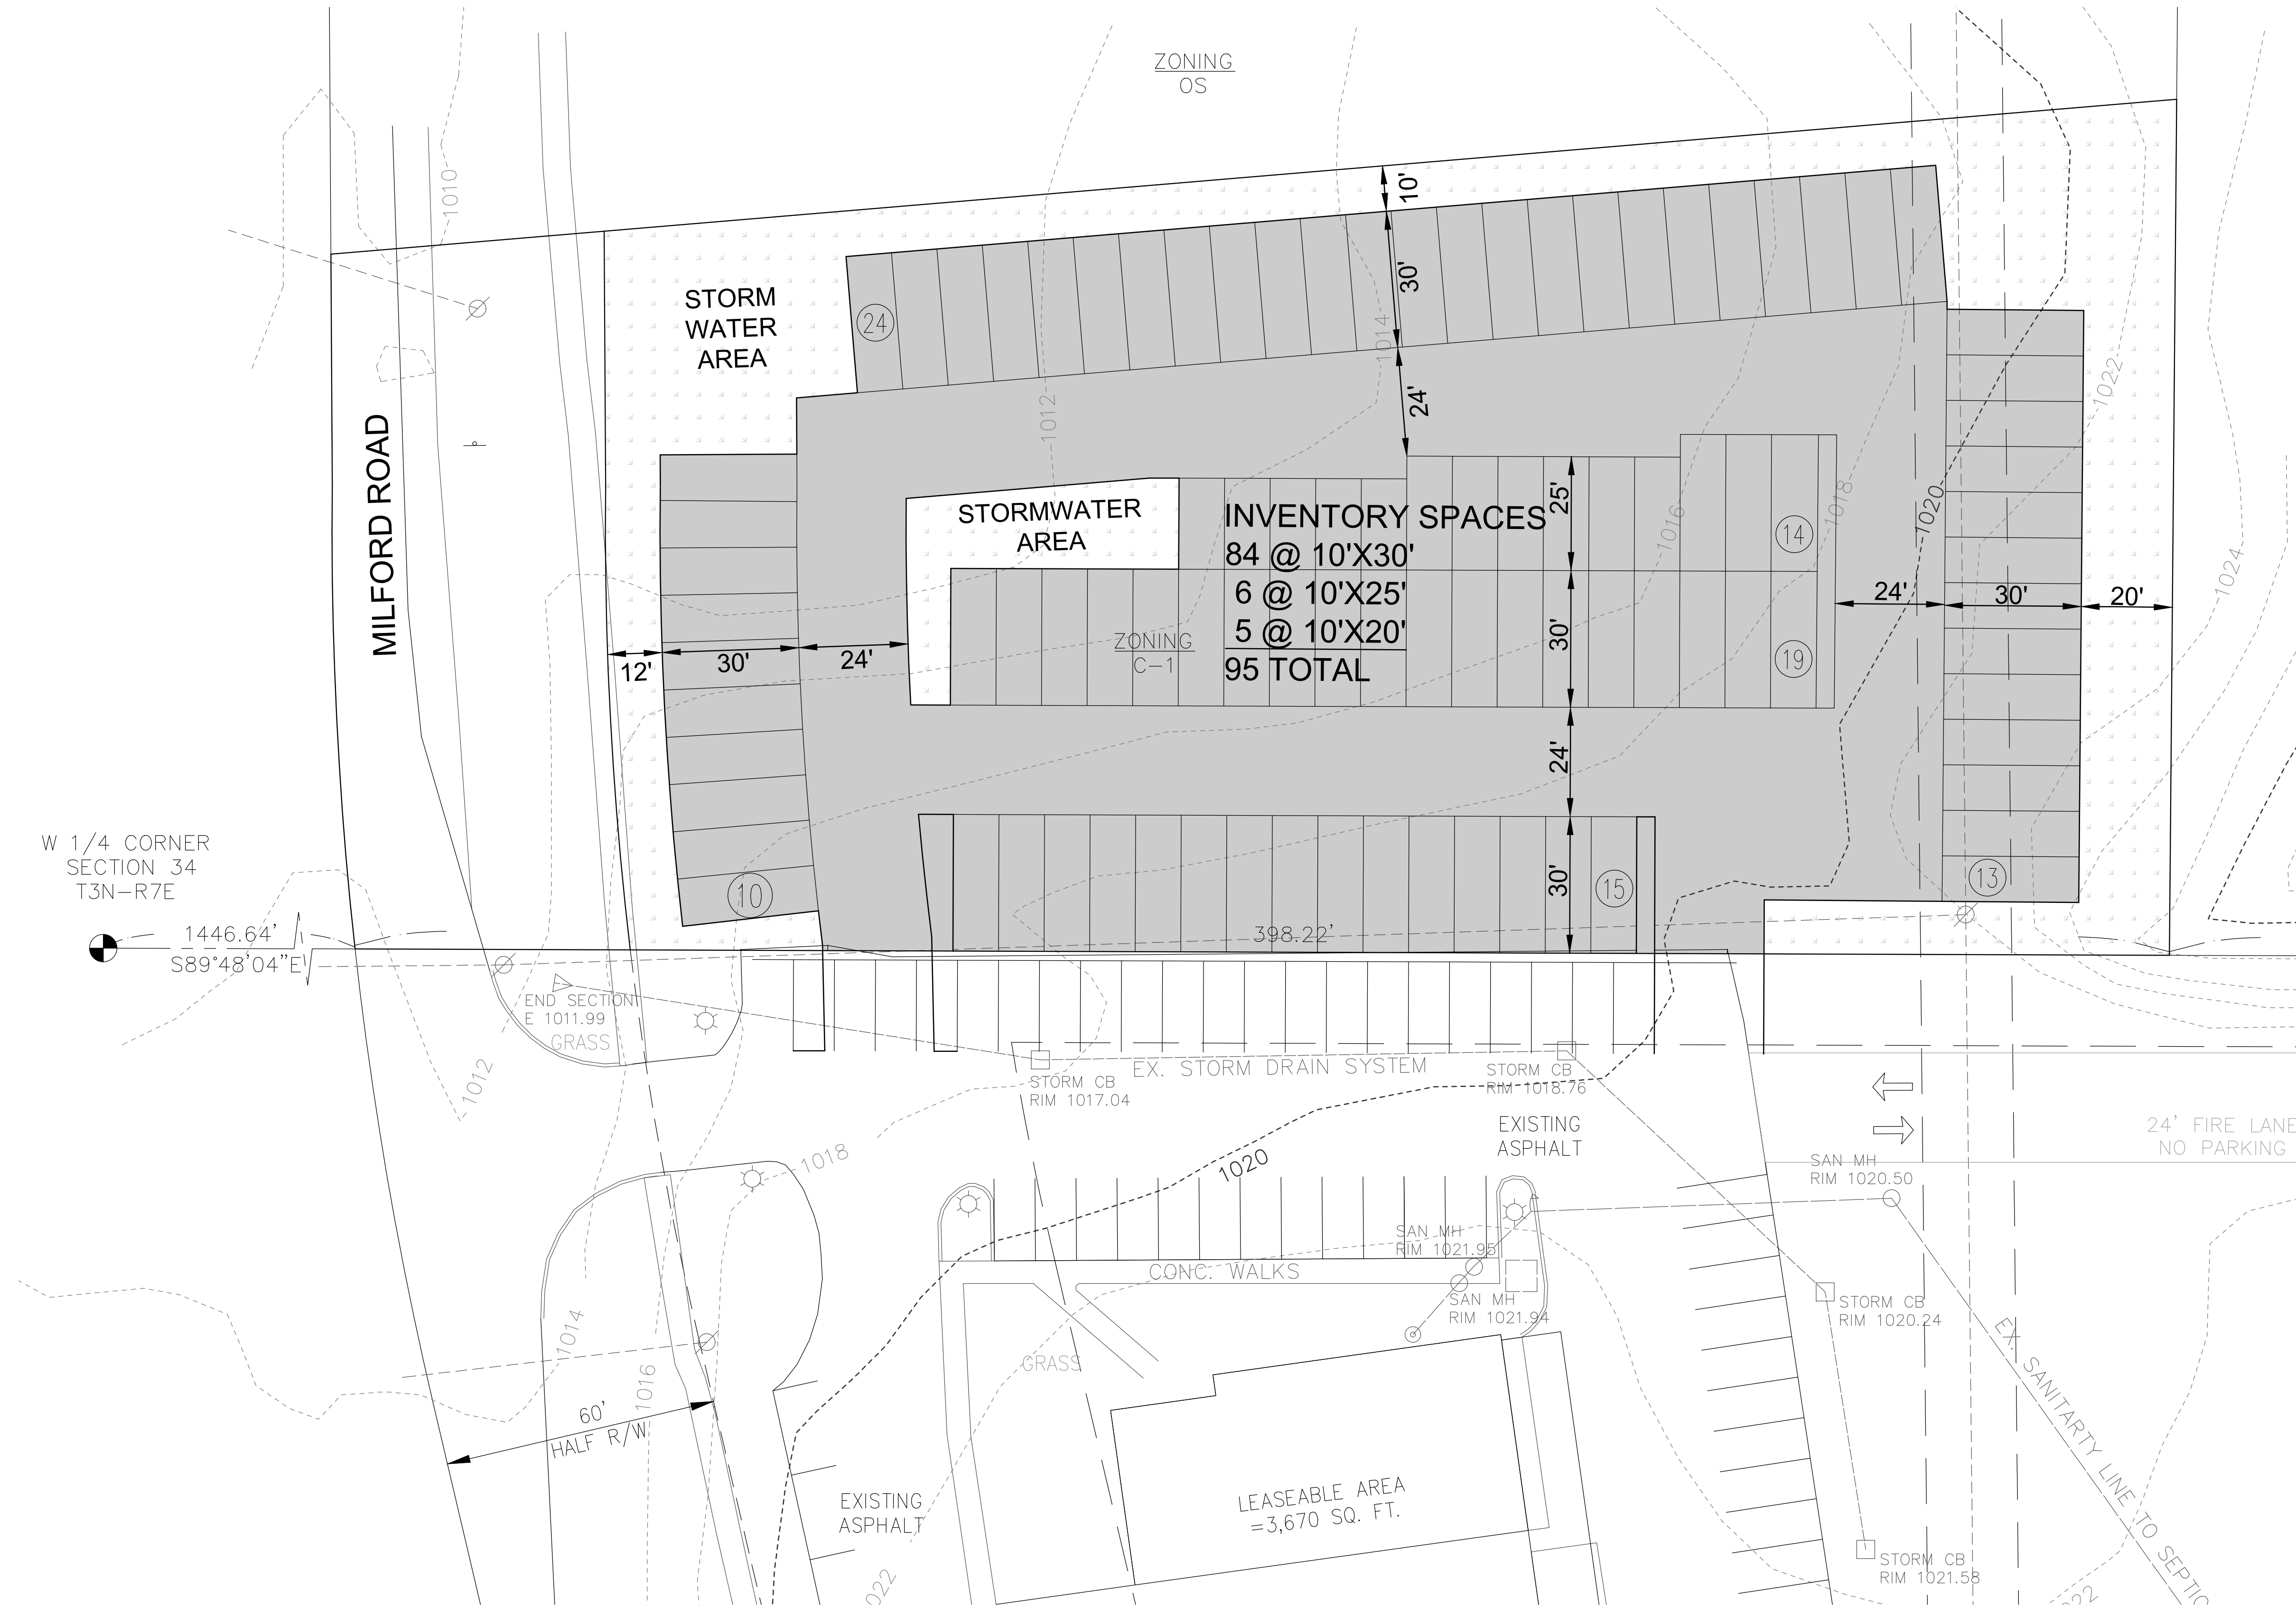 ZONING
OS
1010
10'
STORM
WATER
AREA
24
30'
1014
24'
1012
1022
MILFORD ROAD
STORMWATER
AREA
INVENTORY SPACES
84 @ 10'X30'
6 @ 10'X25'
5 @ 10'X20'
95 TOTAL
25'
1016
14
1018
1020
1024
ZONING
C-1
30'
19
24'
30'
20'
12'
30'
24'
24'
W 1/4 CORNER
SECTION 34
T3N-R7E
10
30'
15
13
1446.64'
S89°48'04"E
398.22'
END SECTION
E 1011.99
GRASS
1012
STORM CB
RIM 1017.04
EX. STORM DRAIN SYSTEM
STORM CB
RIM 1018.76
EXISTING
ASPHALT
24' FIRE LANE
NO PARKING
1018
1020
SAN MH
RIM 1020.50
SAN MH
RIM 1021.95
CONC. WALKS
SAN MH
RIM 1021.94
STORM CB
RIM 1020.24
1014
1016
GRASS
60'
HALF R/W
EX. SANITARTY LINE TO SEPTIC
LEASEABLE AREA
=3,670 SQ. FT.
EXISTING
ASPHALT
STORM CB
RIM 1021.58
022
022